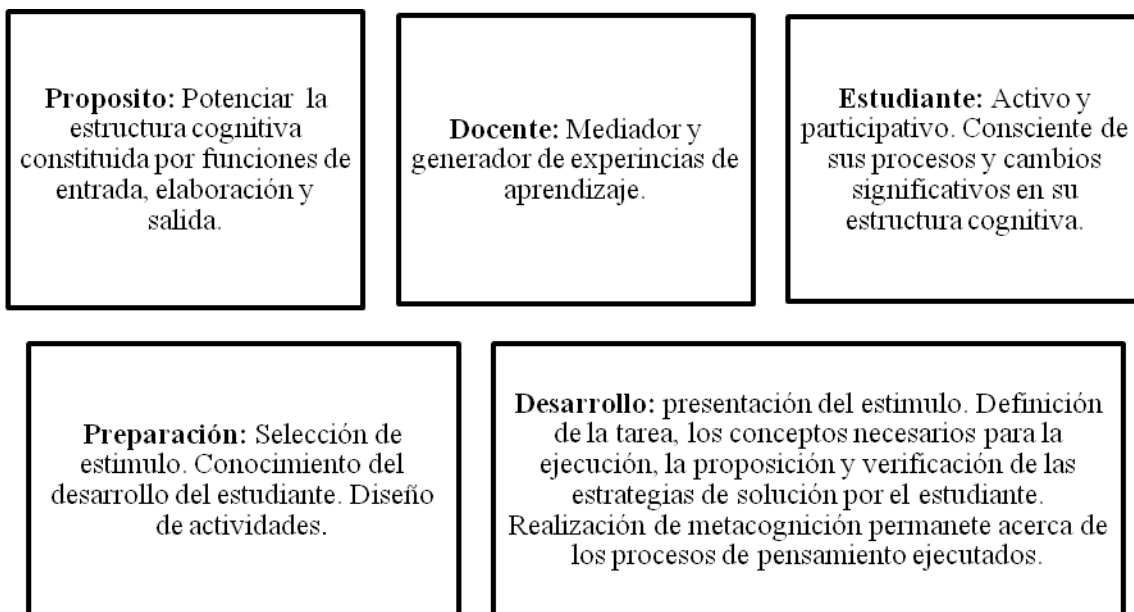 Proposito: Potenciar la
estructura cognitiva
constituida por funciones de
entrada, elaboración y
salida.
Docente: Mediador y
generador de experincias de
aprendizaje.
Estudiante: Activo y
participativo. Consciente de
sus procesos y cambios
significativos en su
estructura cognitiva.
Preparación: Selección de
estimulo. Conocimiento del
desarrollo del estudiante. Diseño
de actividades.
Desarrollo: presentación del estimulo. Definición
de la tarea, los conceptos necesarios para la
ejecución, la proposición y verificación de las
estrategias de solución por el estudiante.
Realización de metacognición permanete acerca de
los procesos de pensamiento ejecutados.